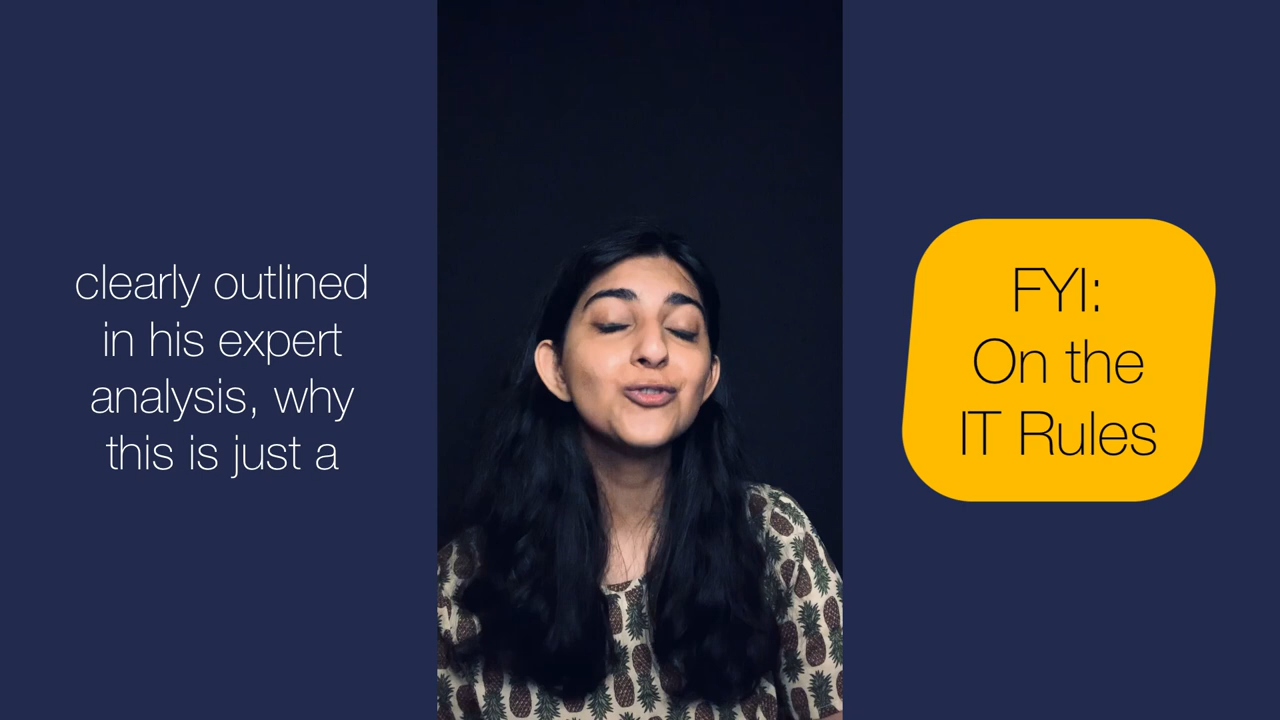 clearly outlined
in his expert
analysis, why
this is just a
FYI:
On the
IT Rules